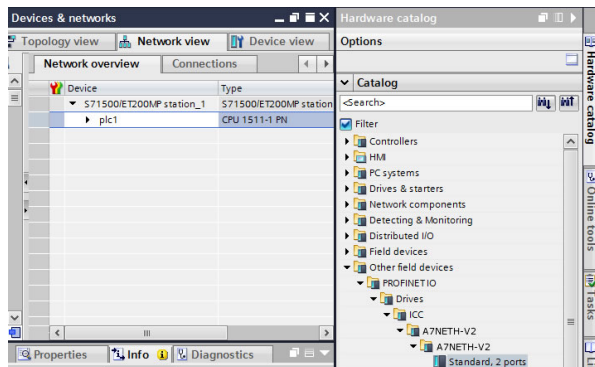 Devices & networks
Topology view
Network view
Device view
Network overview
Connections
Device
Type
S71500/ET200MP station_1
S71500/ET200MP station
plc1
CPU 1511-1 PN
Properties
Info
Diagnostics
Hardware catalog
Options
Catalog
<Search>
Filter
Controllers
HMI
PC systems
Drives & starters
Network components
Detecting & Monitoring
Distributed I/O
Field devices
Other field devices
PROFINET IO
Drives
ICC
A7NETH-V2
A7NETH-V2
Standard, 2 ports
Hardware catalog
Online tools
Tasks